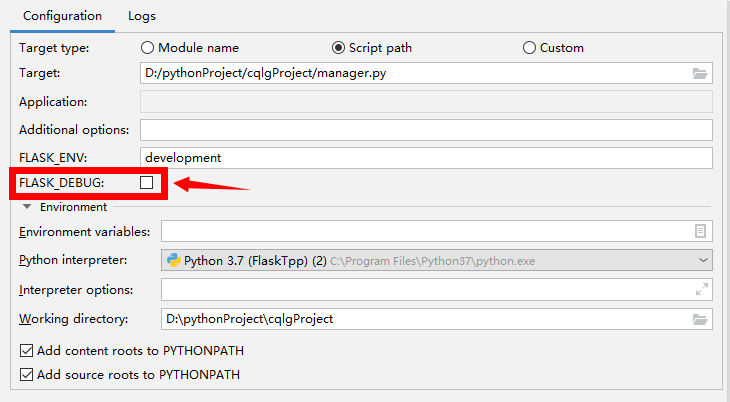 Configuration Logs
Target type: Module name Script path Custom
Target: D:/pythonProject/cqlgProject/manager.py
Application:
Additional options:
FLASK_ENV: development
FLASK_DEBUG:
Environment
Environment variables:
Python interpreter: Python 3.7 (FlaskTpp) (2) C:\Program Files\Python37\python.exe
Interpreter options:
Working directory: D:\pythonProject\cqlgProject
Add content roots to PYTHONPATH
Add source roots to PYTHONPATH